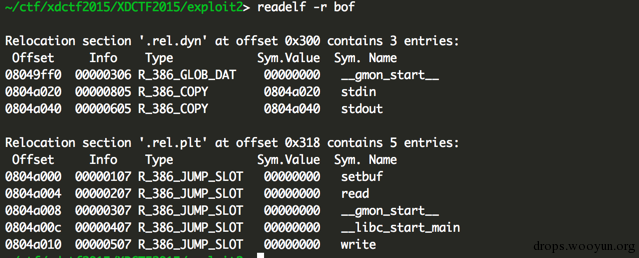 ~/ctf/xdctf2015/XDCTF2015/exploit2> readelf -r bof
Relocation section '.rel.dyn' at offset 0x300 contains 3 entries:
Offset Info Type Sym.Value Sym. Name
08049ff0 00000306 R_386_GLOB_DAT 00000000 __gmon_start__
0804a020 00000805 R_386_COPY 0804a020 stdin
0804a040 00000605 R_386_COPY 0804a040 stdout
Relocation section '.rel.plt' at offset 0x318 contains 5 entries:
Offset Info Type Sym.Value Sym. Name
0804a000 00000107 R_386_JUMP_SLOT 00000000 setbuf
0804a004 00000207 R_386_JUMP_SLOT 00000000 read
0804a008 00000307 R_386_JUMP_SLOT 00000000 __gmon_start__
0804a00c 00000407 R_386_JUMP_SLOT 00000000 __libc_start_main
0804a010 00000507 R_386_JUMP_SLOT 00000000 write
drops.wooyun.org